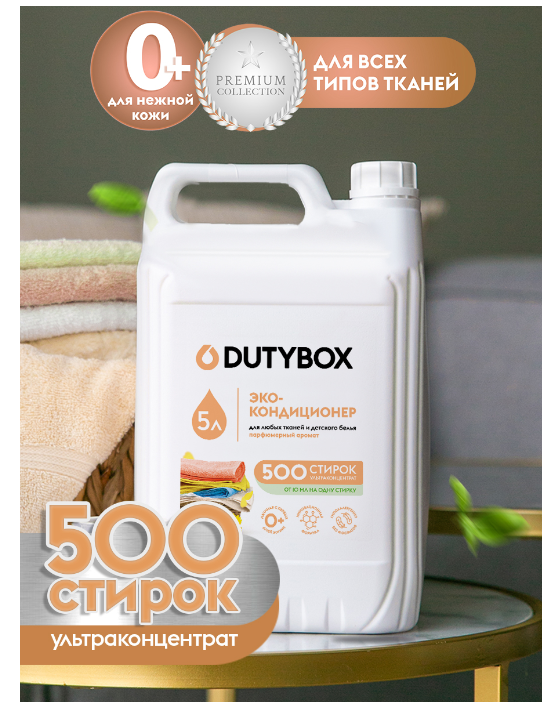 0+
для нежной
кожи
PREMIUM
COLLECTION
ДЛЯ ВСЕХ
ТИПОВ ТКАНЕЙ
DUTYBOX
5л
ЭКО-
КОНДИЦИОНЕР
для любых тканей и детского белья
парфюмерный аромат
500 СТИРОК
УЛЬТРАКОНЦЕНТРАТ
ОТ 10 МЛ НА ОДНУ СТИРКУ
0+
500
стирок
ультраконцентрат